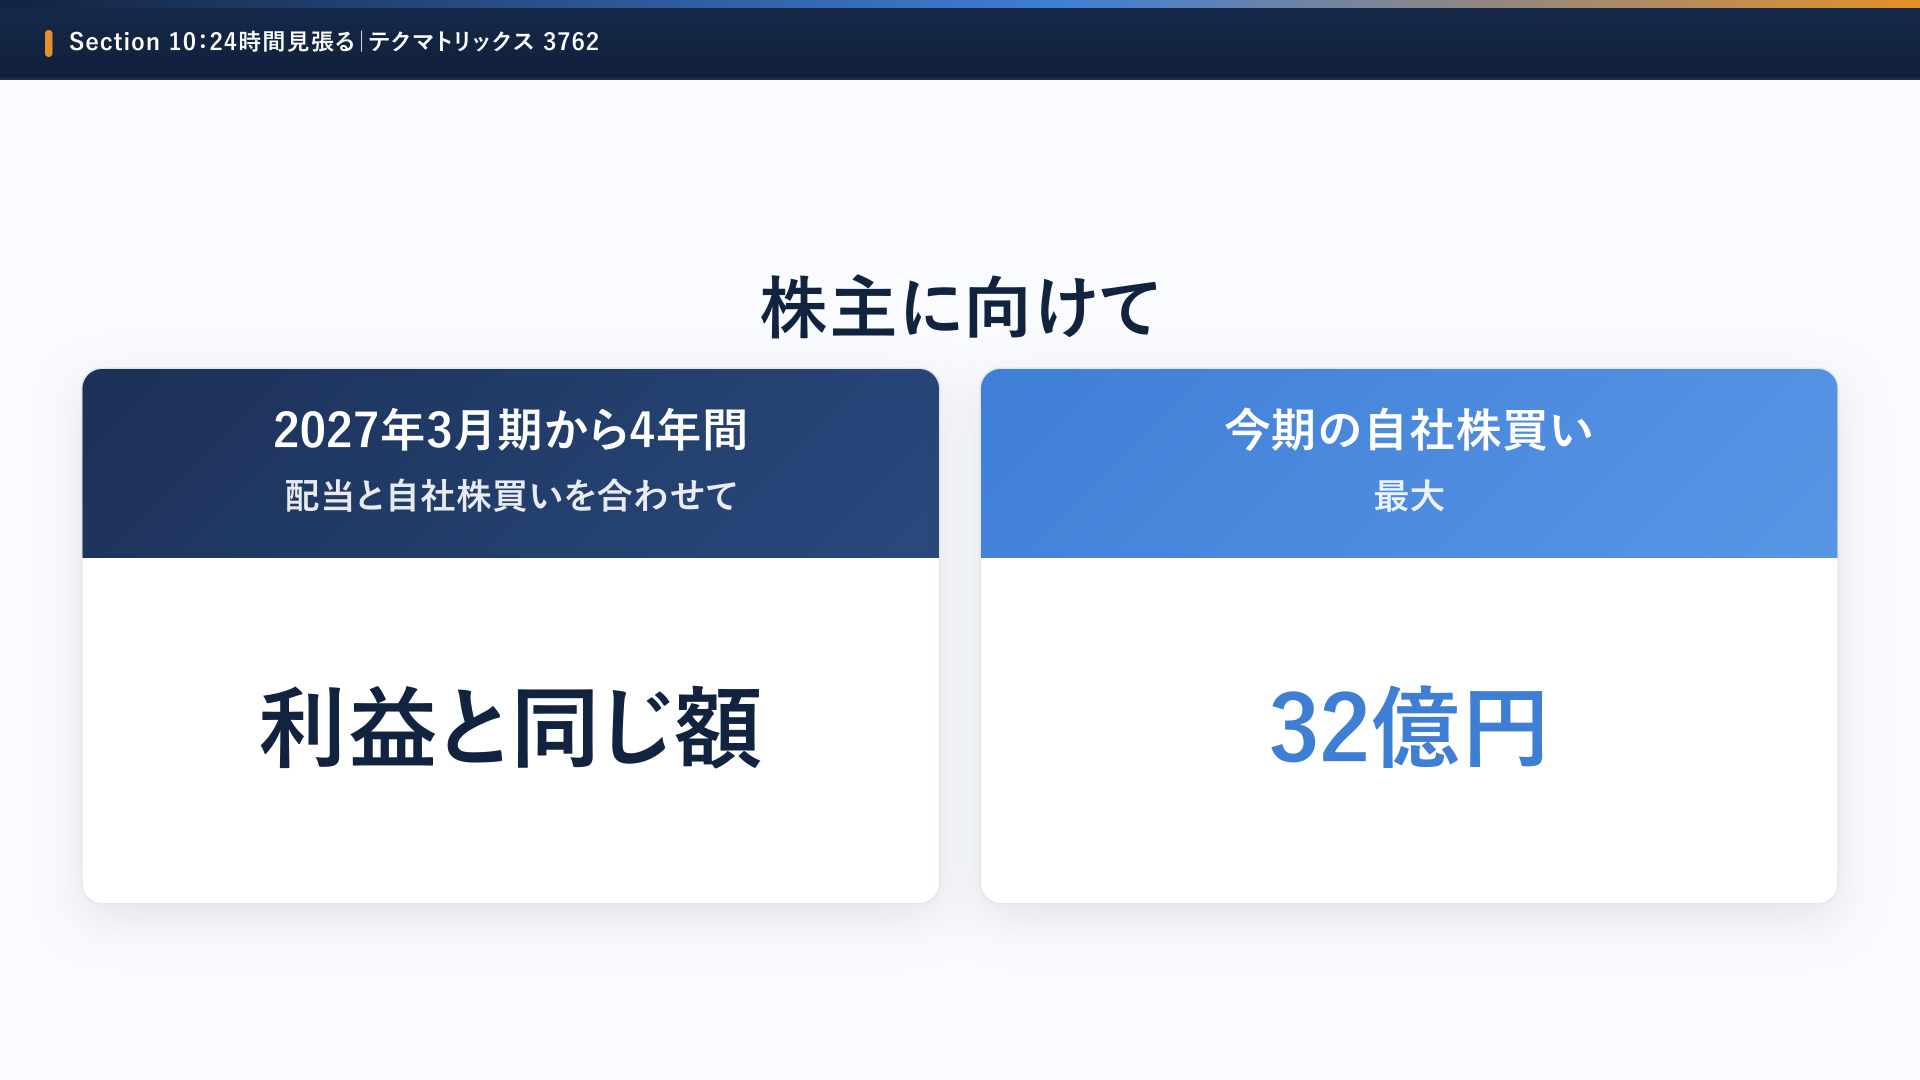 Section 10：24時間見張る｜テクマトリックス 3762
株主に向けて
2027年3月期から4年間
配当と自社株買いを合わせて
利益と同じ額
今期の自社株買い
最大
32億円